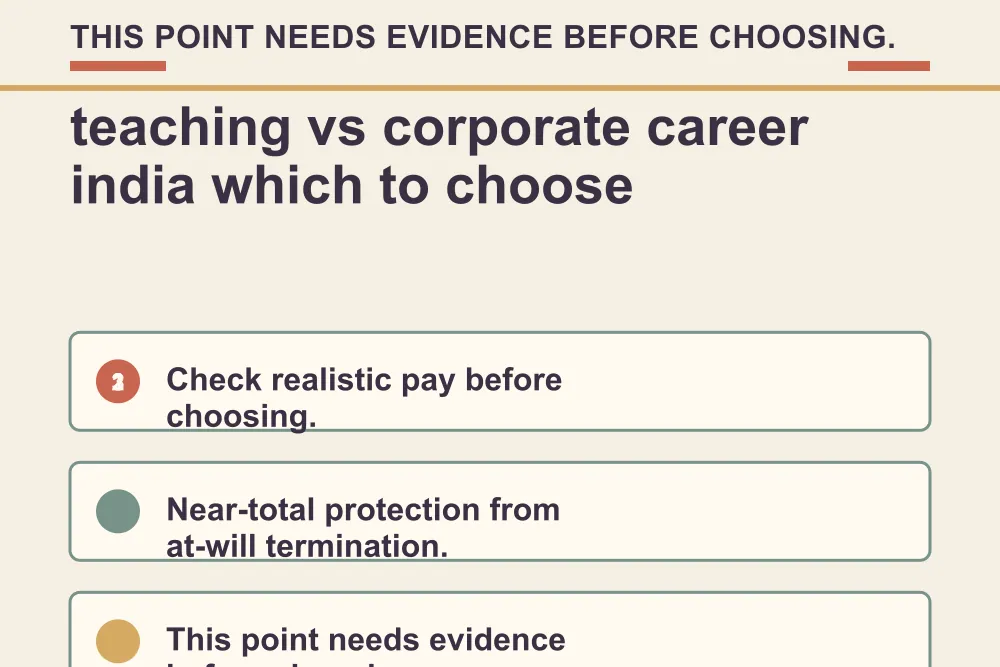 THIS POINT NEEDS EVIDENCE BEFORE CHOOSING.
teaching vs corporate career
india which to choose
Check realistic pay before
choosing.
Near-total protection from
at-will termination.
This point needs evidence